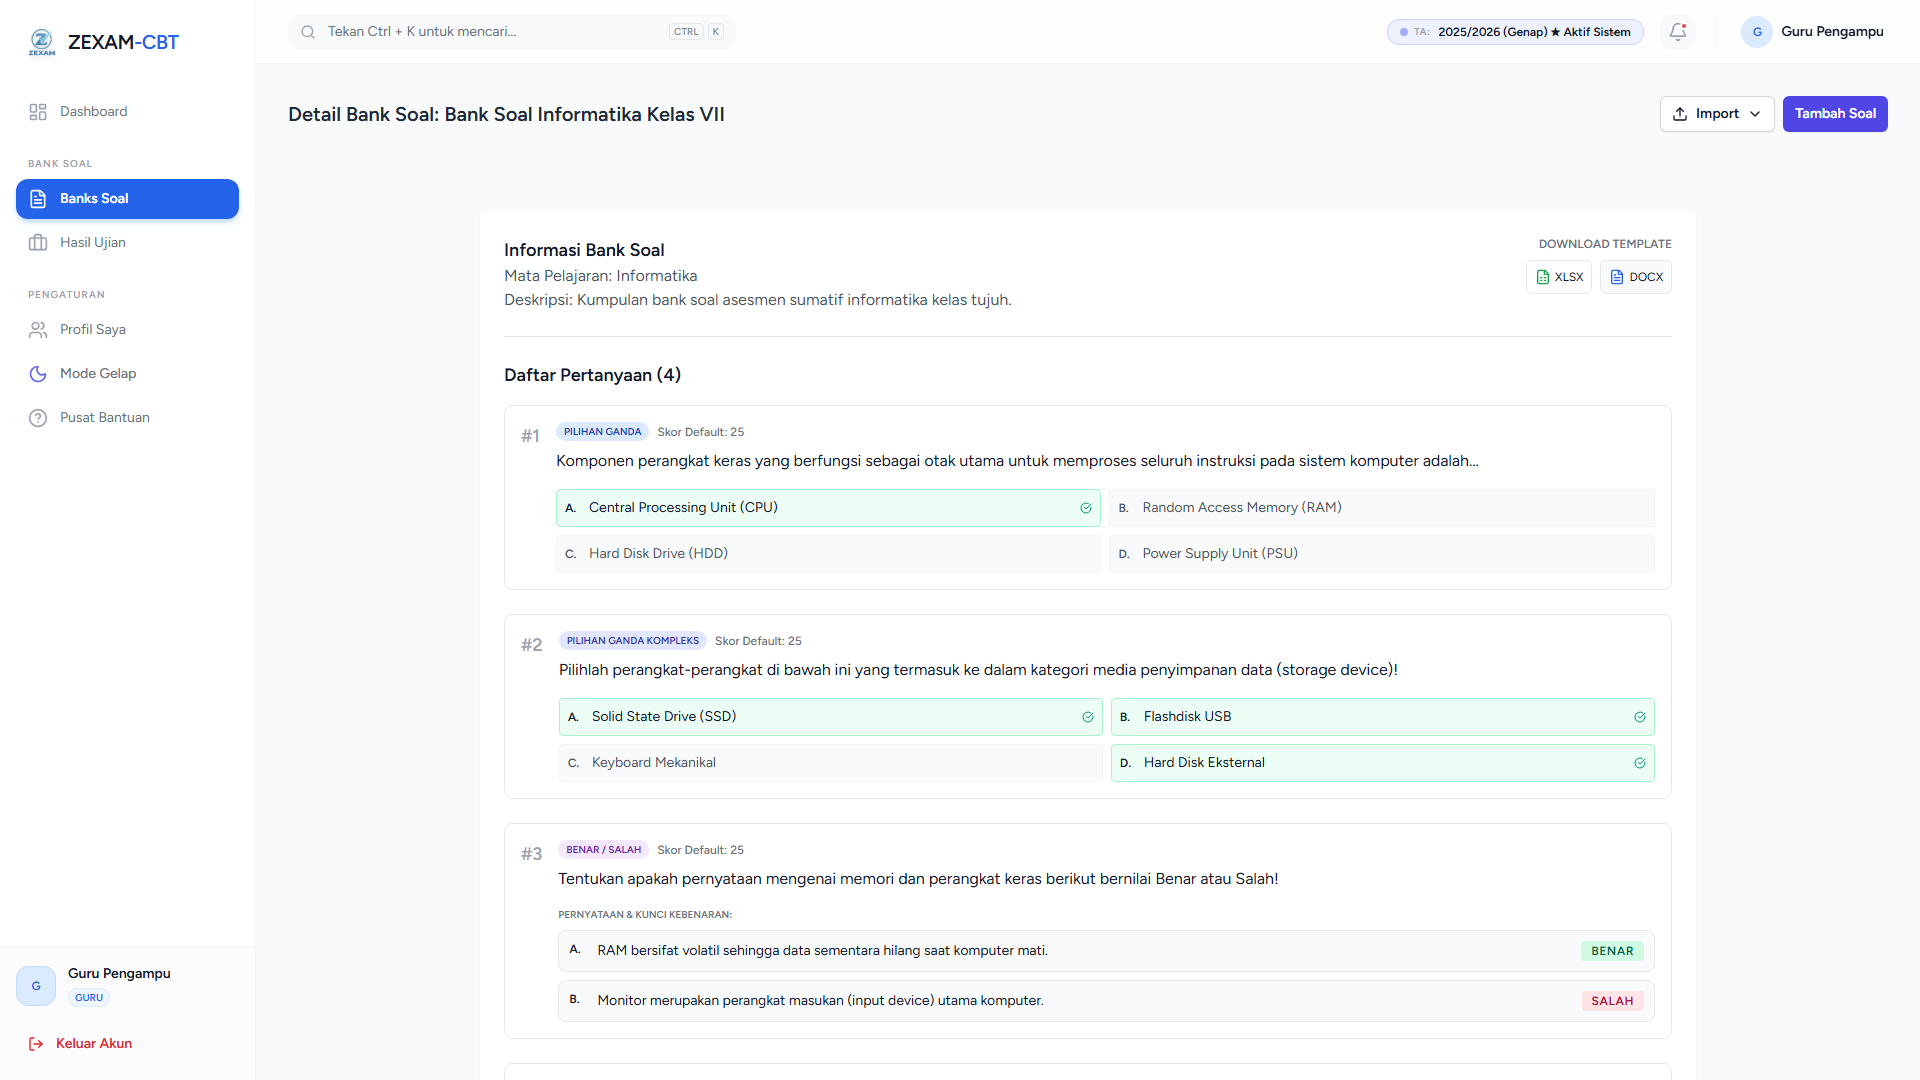 ZEXAM
ZEXAM-CBT
Tekan Ctrl + K untuk mencari...
CTRL K
TA: 2025/2026 (Genap) ★ Aktif Sistem
G
Guru Pengampu
Dashboard
BANK SOAL
Banks Soal
Hasil Ujian
PENGATURAN
Profil Saya
Mode Gelap
Pusat Bantuan
G
Guru Pengampu
GURU
Keluar Akun
Detail Bank Soal: Bank Soal Informatika Kelas VII
Import
Tambah Soal
Informasi Bank Soal
Mata Pelajaran: Informatika
Deskripsi: Kumpulan bank soal asesmen sumatif informatika kelas tujuh.
DOWNLOAD TEMPLATE
XLSX
DOCX
Daftar Pertanyaan (4)
#1
PILIHAN GANDA
Skor Default: 25
Komponen perangkat keras yang berfungsi sebagai otak utama untuk memproses seluruh instruksi pada sistem komputer adalah...
A. Central Processing Unit (CPU)
B. Random Access Memory (RAM)
C. Hard Disk Drive (HDD)
D. Power Supply Unit (PSU)
#2
PILIHAN GANDA KOMPLEKS
Skor Default: 25
Pilihlah perangkat-perangkat di bawah ini yang termasuk ke dalam kategori media penyimpanan data (storage device)!
A. Solid State Drive (SSD)
B. Flashdisk USB
C. Keyboard Mekanikal
D. Hard Disk Eksternal
#3
BENAR / SALAH
Skor Default: 25
Tentukan apakah pernyataan mengenai memori dan perangkat keras berikut bernilai Benar atau Salah!
PERNYATAAN & KUNCI KEBENARAN:
A. RAM bersifat volatil sehingga data sementara hilang saat komputer mati.
BENAR
B. Monitor merupakan perangkat masukan (input device) utama komputer.
SALAH